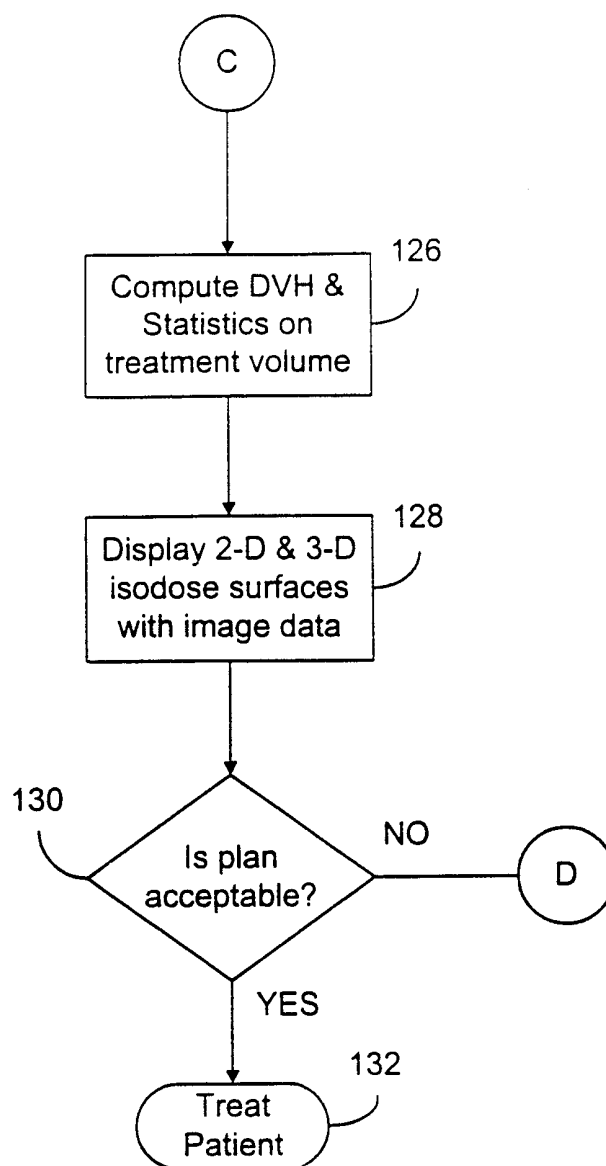 C
126
Compute DVH &
Statistics on
treatment volume
128
Display 2-D & 3-D
isodose surfaces
with image data
130
NO
Is plan
acceptable?
D
YES
132
Treat
Patient